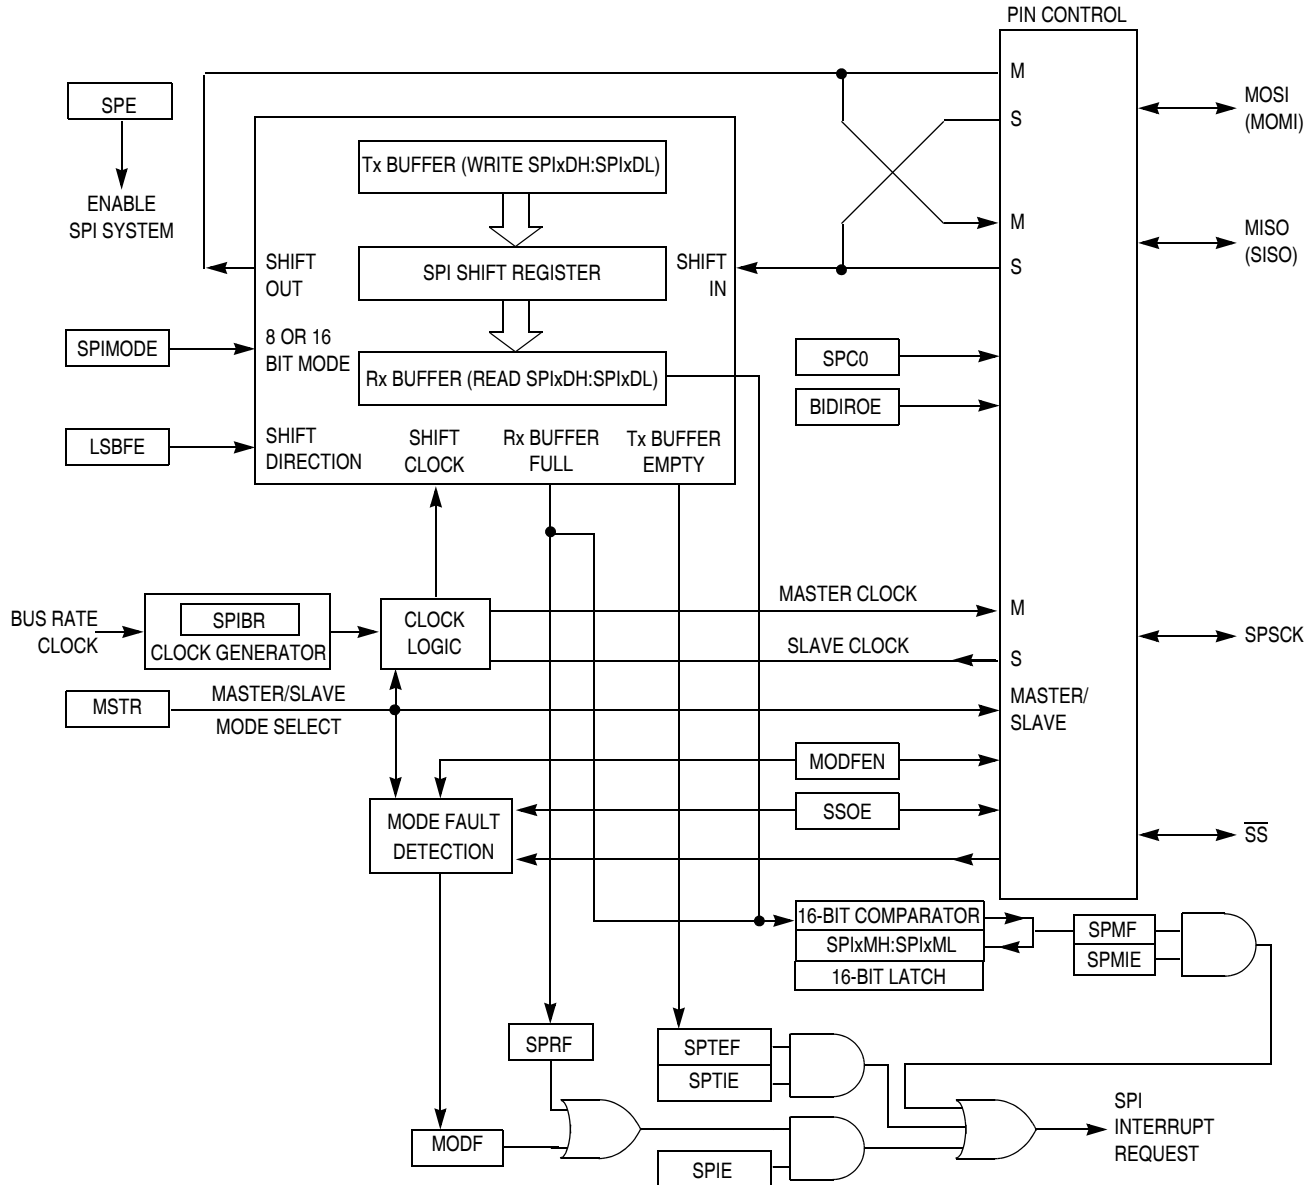 PIN CONTROL
SPE
ENABLE
SPI SYSTEM
Tx BUFFER (WRITE SPIxDH:SPIxDL)
SPI SHIFT REGISTER
Rx BUFFER (READ SPIxDH:SPIxDL)
SHIFT
OUT
SHIFT
IN
8 OR 16
BIT MODE
SHIFT
DIRECTION
SHIFT
CLOCK
Rx BUFFER
FULL
Tx BUFFER
EMPTY
SPIMODE
LSBFE
M
S
M
S
MOSI
(MOMI)
MISO
(SISO)
SPC0
BIDIROE
BUS RATE
CLOCK
SPIBR
CLOCK GENERATOR
CLOCK
LOGIC
MASTER CLOCK
SLAVE CLOCK
M
S
SPSCK
MSTR
MASTER/SLAVE
MODE SELECT
MASTER/
SLAVE
MODFEN
SSOE
MODE FAULT
DETECTION
SS
16-BIT COMPARATOR
SPIxMH:SPIxML
16-BIT LATCH
SPMF
SPMIE
SPRF
SPTEF
SPTIE
MODF
SPIE
SPI
INTERRUPT
REQUEST